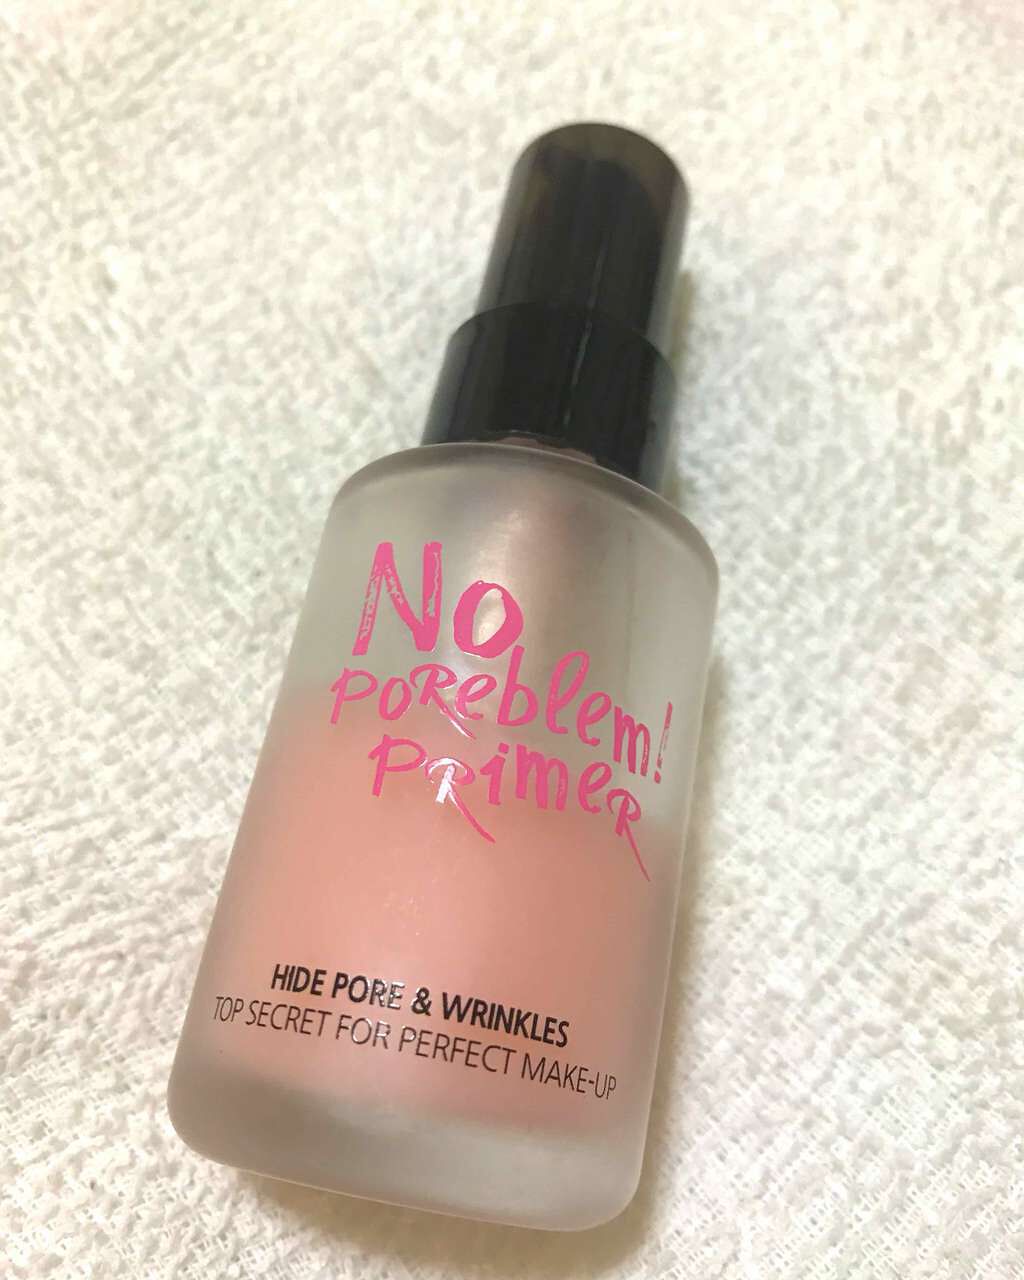 No
POReblem!
PRimeR
HIDE PORE & WRINKLES
TOP SECRET FOR PERFECT MAKE-UP